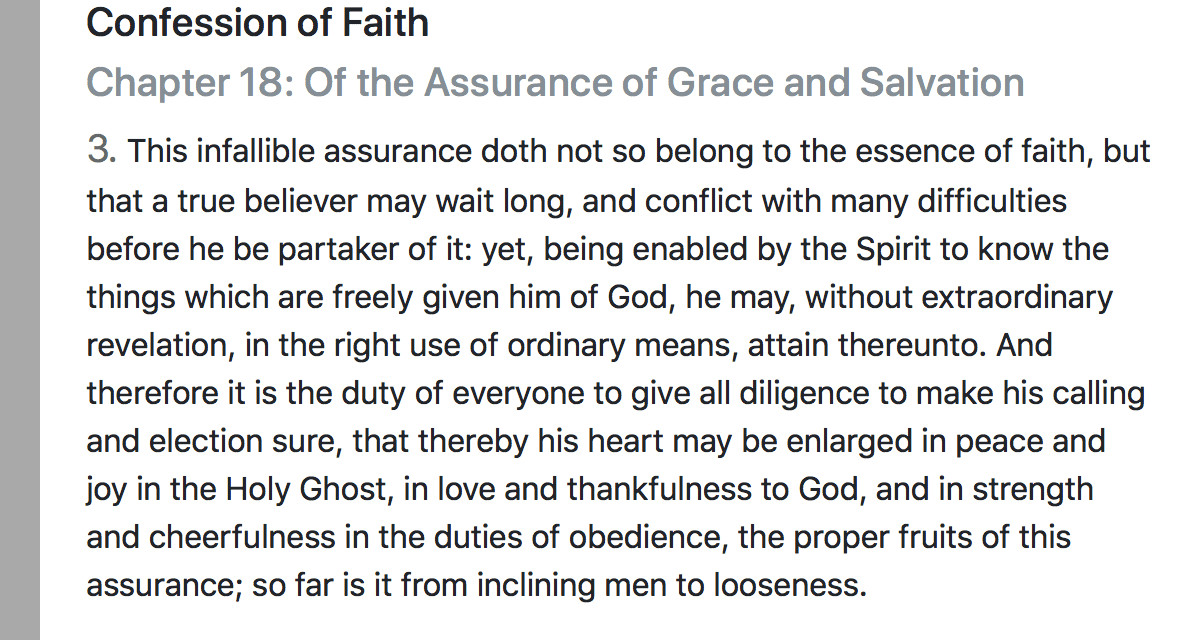 Confession of Faith
Chapter 18: Of the Assurance of Grace and Salvation
3. This infallible assurance doth not so belong to the essence of faith, but
that a true believer may wait long, and conflict with many difficulties
before he be partaker of it: yet, being enabled by the Spirit to know the
things which are freely given him of God, he may, without extraordinary
revelation, in the right use of ordinary means, attain thereunto. And
therefore it is the duty of everyone to give all diligence to make his calling
and election sure, that thereby his heart may be enlarged in peace and
joy in the Holy Ghost, in love and thankfulness to God, and in strength
and cheerfulness in the duties of obedience, the proper fruits of this
assurance; so far is it from inclining men to looseness.